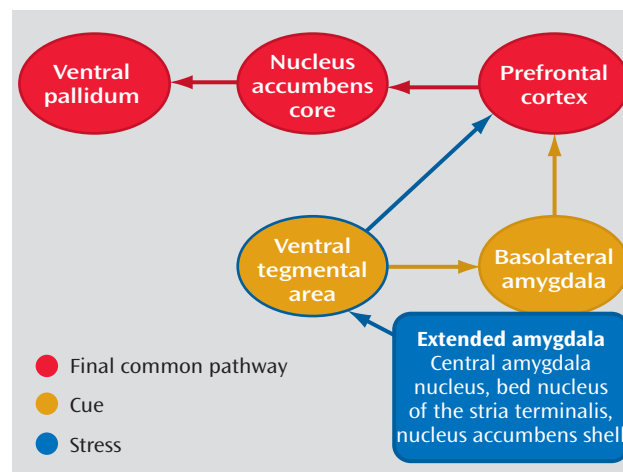 Ventral
pallidum
Nucleus
accumbens
core
Prefrontal
cortex
Ventral
tegmental
area
Basolateral
amygdala
Extended amygdala
Central amygdala
nucleus, bed nucleus
of the stria terminalis,
nucleus accumbens shell
Final common pathway
Cue
Stress